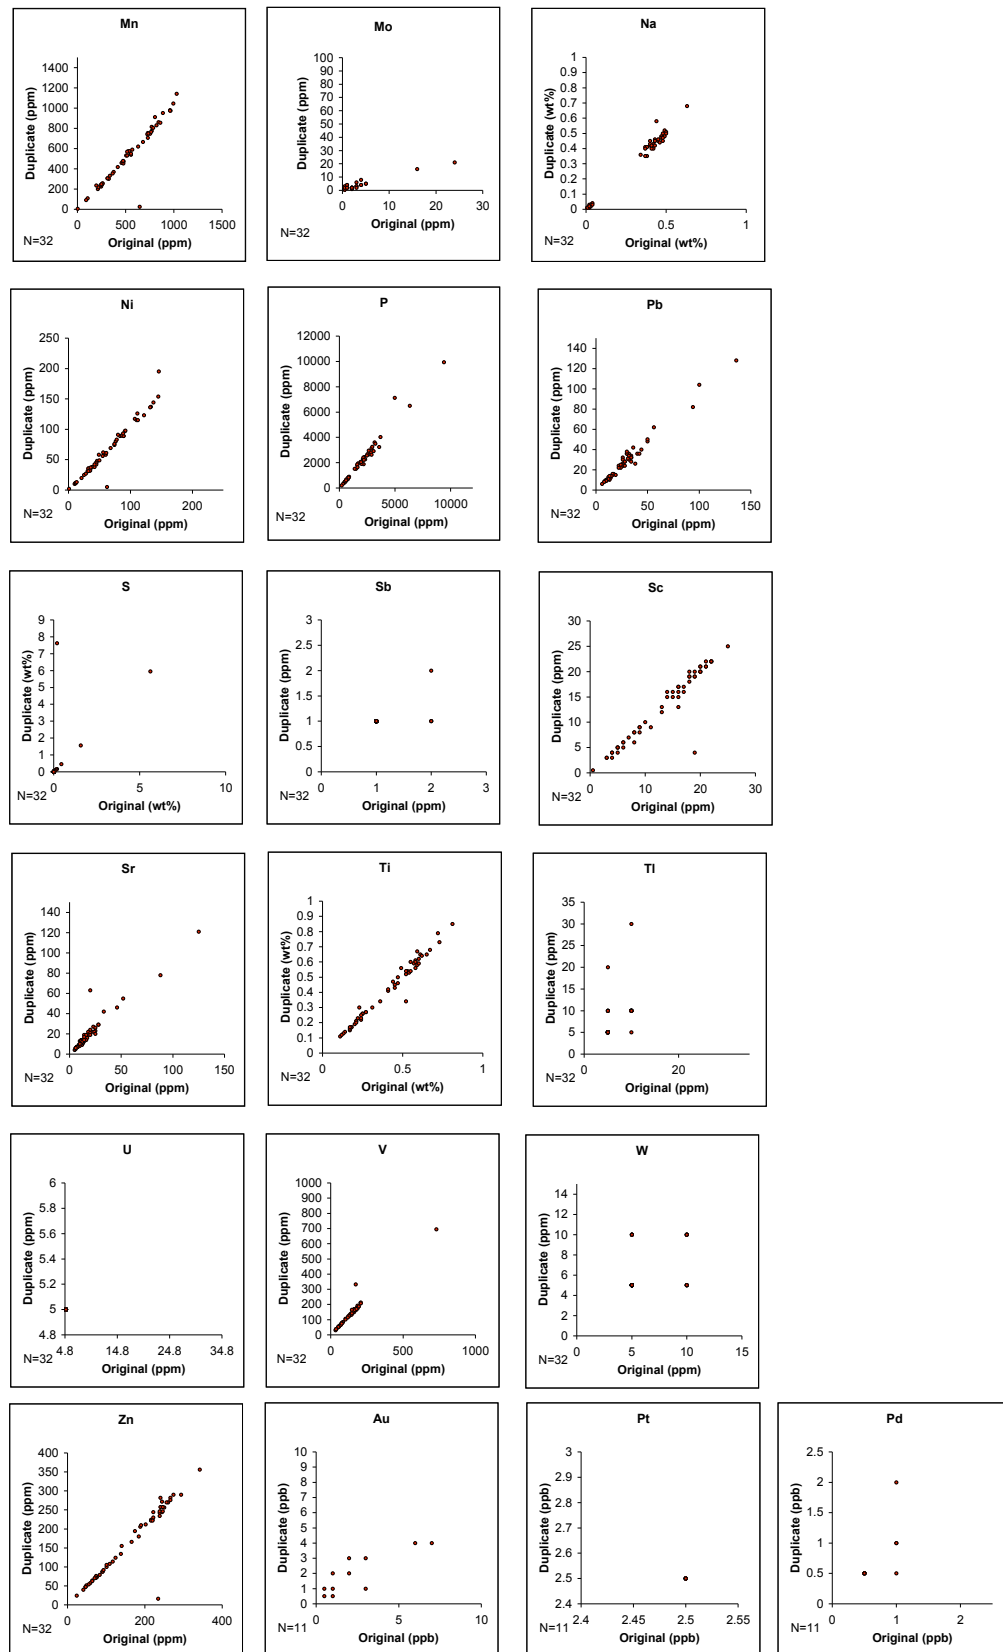 Mn
Duplicate (ppm)
1400
1200
1000
800
600
400
200
0
0 500 1000 1500
Original (ppm)
N=32
Mo
Duplicate (ppm)
100
90
80
70
60
50
40
30
20
10
0
0 10 20 30
Original (ppm)
N=32
Na
Duplicate (wt%)
1
0.9
0.8
0.7
0.6
0.5
0.4
0.3
0.2
0.1
0
0 0.5 1
Original (wt%)
N=32
Ni
Duplicate (ppm)
250
200
150
100
50
0
0 100 200
Original (ppm)
N=32
P
Duplicate (ppm)
12000
10000
8000
6000
4000
2000
0
0 5000 10000
Original (ppm)
N=32
Pb
Duplicate (ppm)
140
120
100
80
60
40
20
0
0 50 100 150
Original (ppm)
N=32
S
Duplicate (wt%)
9
8
7
6
5
4
3
2
1
0
0 5 10
Original (wt%)
N=32
Sb
Duplicate (ppm)
3
2.5
2
1.5
1
0.5
0
0 1 2 3
Original (ppm)
N=32
Sc
Duplicate (ppm)
30
25
20
15
10
5
0
0 10 20 30
Original (ppm)
N=32
Sr
Duplicate (ppm)
140
120
100
80
60
40
20
0
0 50 100 150
Original (ppm)
N=32
Ti
Duplicate (wt%)
1
0.9
0.8
0.7
0.6
0.5
0.4
0.3
0.2
0.1
0
0 0.5 1
Original (wt%)
N=32
Tl
Duplicate (ppm)
35
30
25
20
15
10
5
0
0 20
Original (ppm)
N=32
U
Duplicate (ppm)
6
5.8
5.6
5.4
5.2
5
4.8
4.8 14.8 24.8 34.8
Original (ppm)
N=32
V
Duplicate (ppm)
1000
900
800
700
600
500
400
300
200
100
0
0 500 1000
Original (ppm)
N=32
W
Duplicate (ppm)
14
12
10
8
6
4
2
0
0 5 10 15
Original (ppm)
N=32
Zn
Duplicate (ppm)
400
350
300
250
200
150
100
50
0
0 200 400
Original (ppm)
N=32
Au
Duplicate (ppb)
10
9
8
7
6
5
4
3
2
1
0
0 5 10
Original (ppb)
N=11
Pt
Duplicate (ppb)
3
2.9
2.8
2.7
2.6
2.5
2.4
2.4 2.45 2.5 2.55
Original (ppb)
N=11
Pd
Duplicate (ppb)
2.5
2
1.5
1
0.5
0
0 1 2
Original (ppb)
N=11